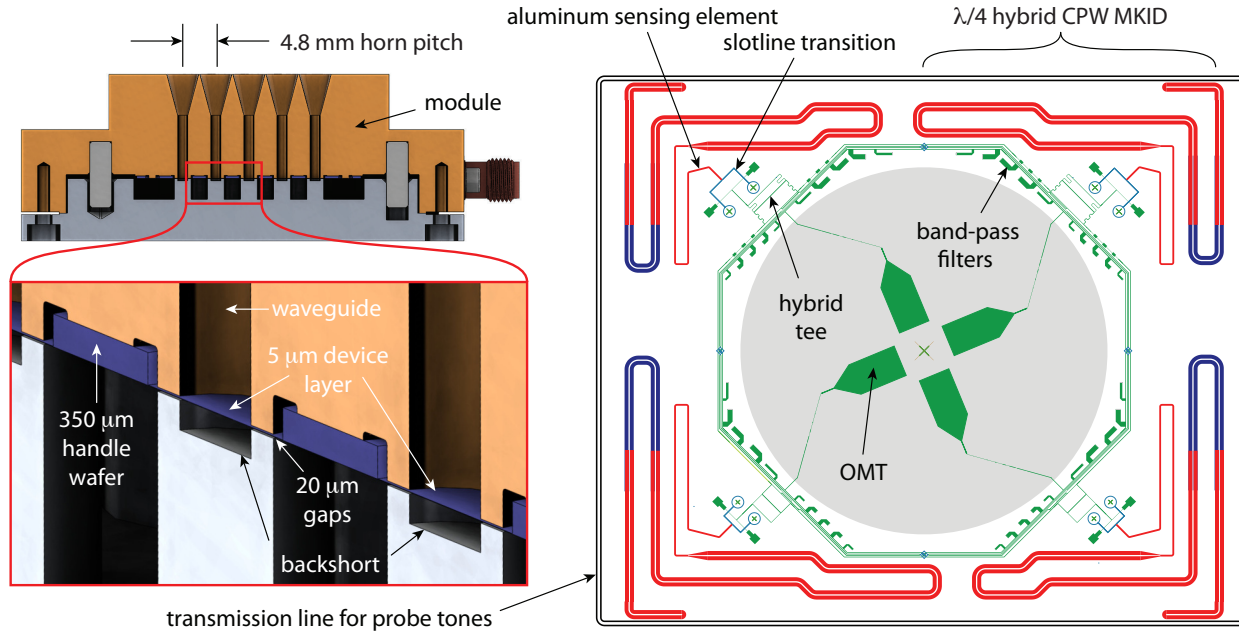 4.8 mm horn pitch
module
waveguide
5 μm device
layer
350 μm
handle
wafer
20 μm
gaps
backshort
transmission line for probe tones
aluminum sensing element
slotline transition
λ/4 hybrid CPW MKID
band-pass
filters
hybrid
tee
OMT